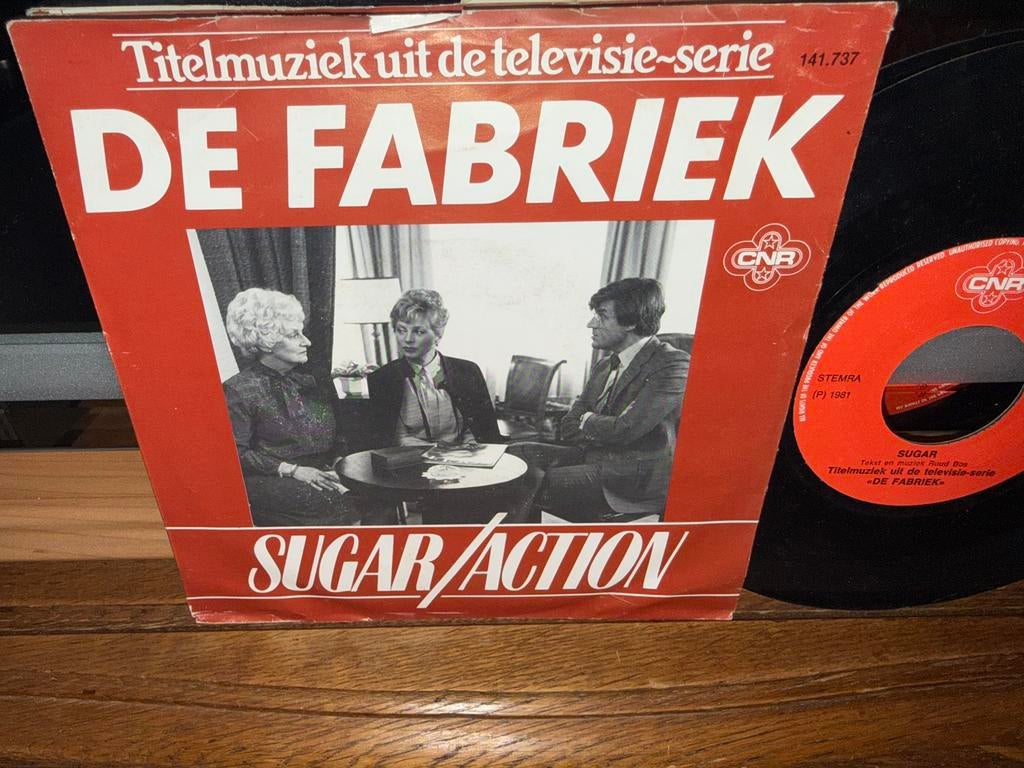 Titelmuziek uit de televisie~serie
141.737
DE FABRIEK
CNR
SUGAR/ACTION
CNR
STEMRA
(P) 1981
SUGAR
Tekst en muziek Ruud Bos
Titelmuziek uit de televisie-serie
«DE FABRIEK»